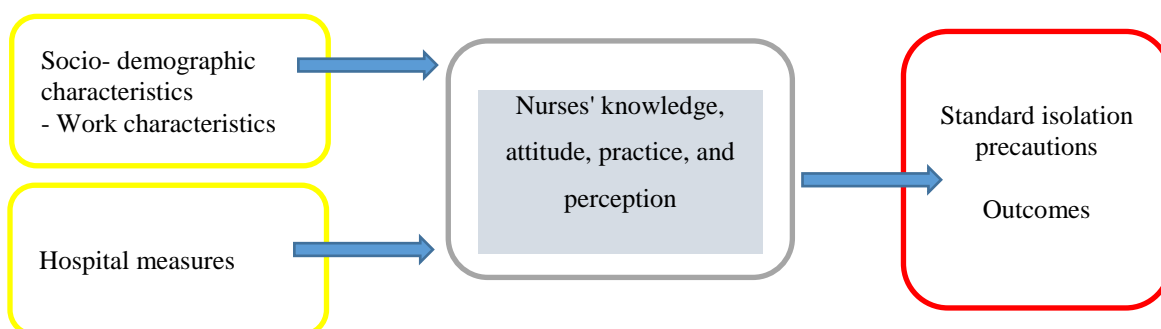 Socio- demographic
characteristics
- Work characteristics
Hospital measures
Nurses' knowledge,
attitude, practice, and
perception
Standard isolation
precautions
Outcomes